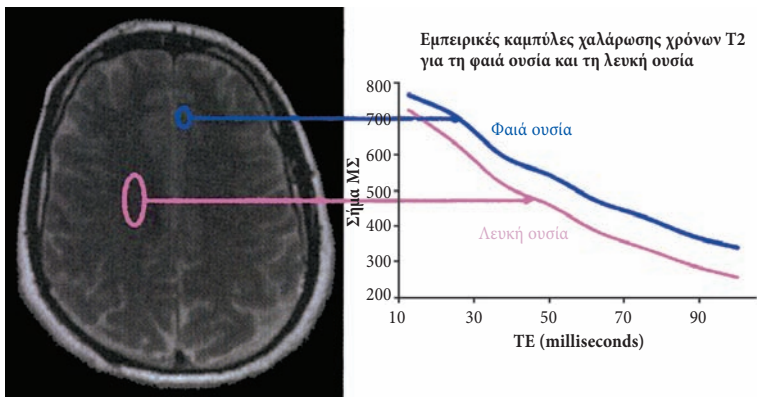 Εμπειρικές καμπύλες χαλάρωσης χρόνων Τ2
για τη φαιά ουσία και τη λευκή ουσία
800
700
600
500
400
300
200
Σήμα ΜΣ
Φαιά ουσία
Λευκή ουσία
10
30
50
70
90
TE (milliseconds)